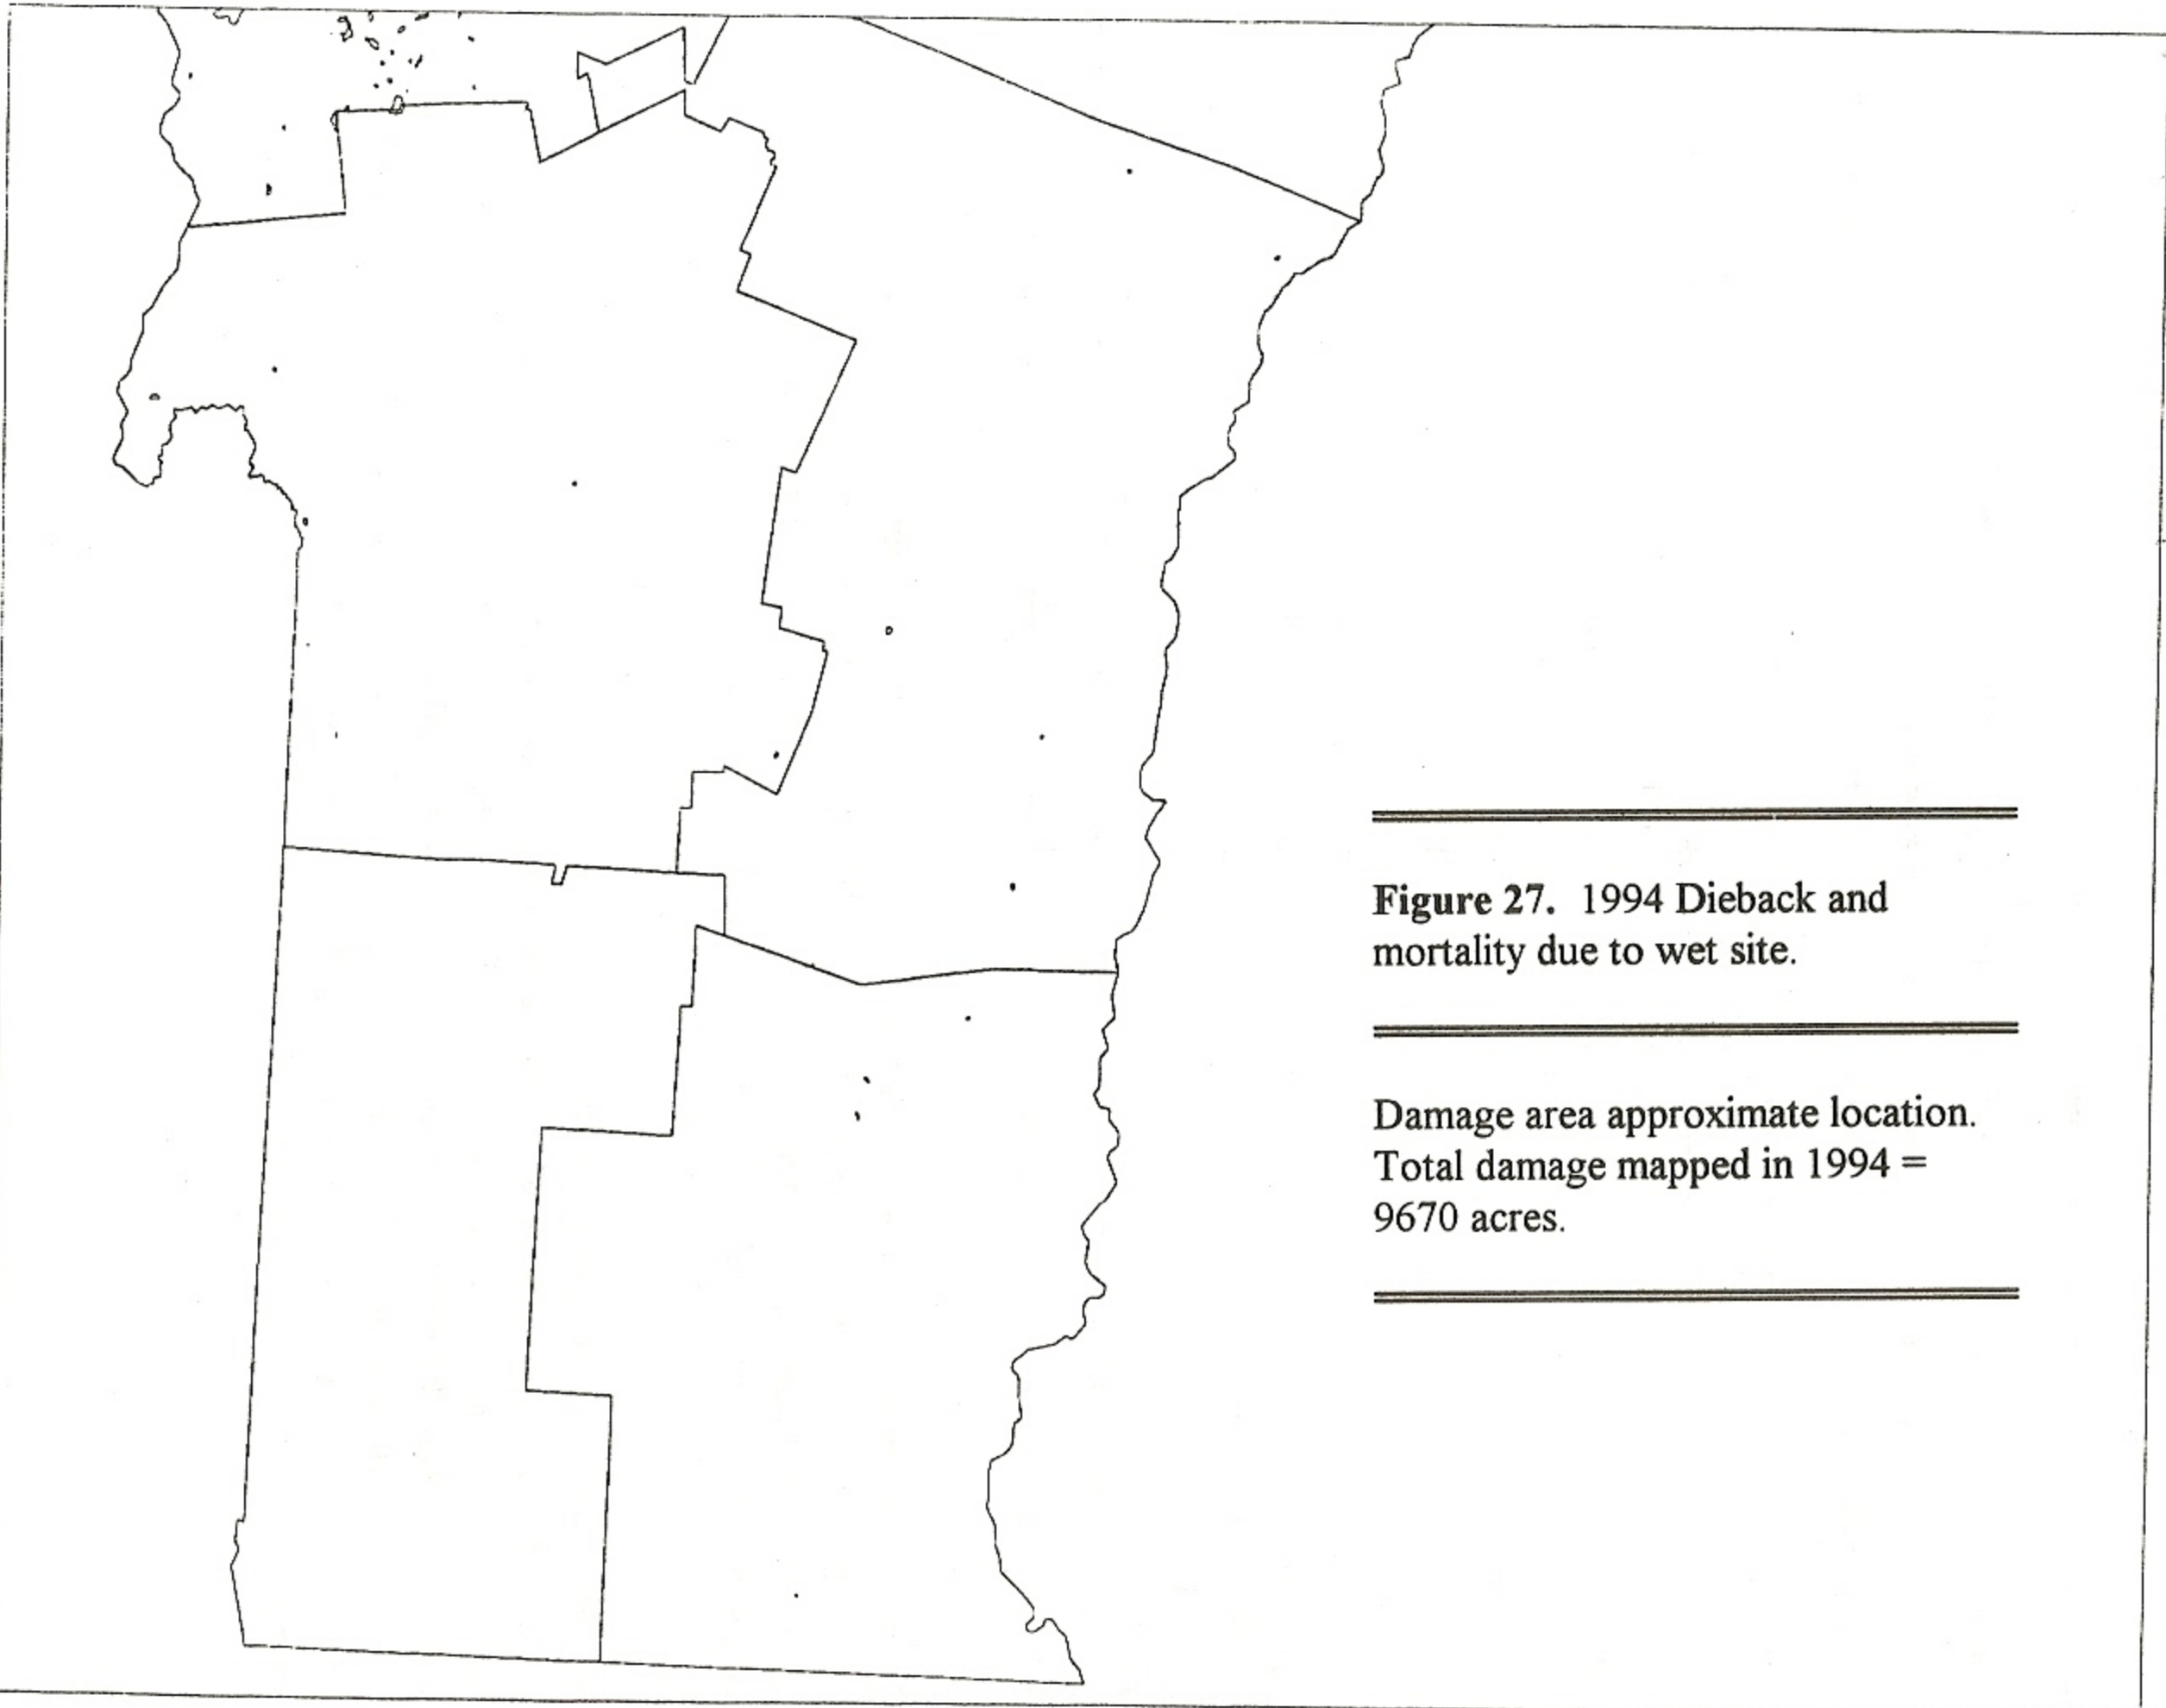 Figure 27. 1994 Dieback and
mortality due to wet site.
Damage area approximate location.
Total damage mapped in 1994 =
9670 acres.